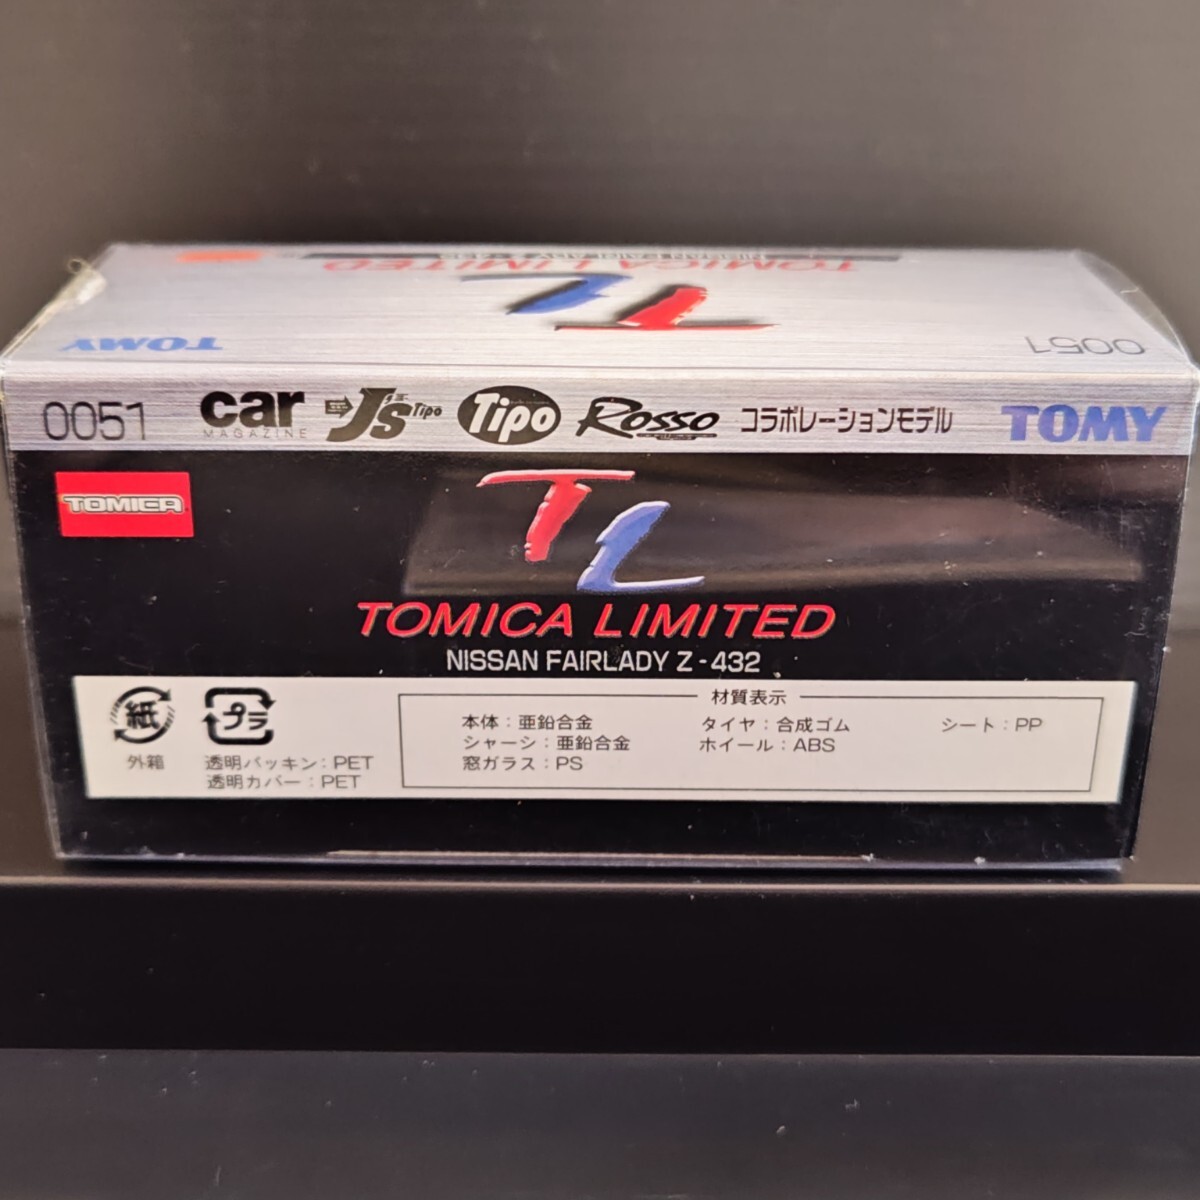 NISSAN FAIRLADY Z-432
TOMICA LIMITED
TL
TOMY
0051
0051 car MAGAZINE J's Tipo Tipo Rosso コラボレーションモデル TOMY
TOMICA
TL
TOMICA LIMITED
NISSAN FAIRLADY Z-432
材質表示
紙 プラ
本体：亜鉛合金 タイヤ：合成ゴム シート：PP
シャーシ：亜鉛合金 ホイール：ABS
外箱 透明パッキン：PET 窓ガラス：PS
透明カバー：PET